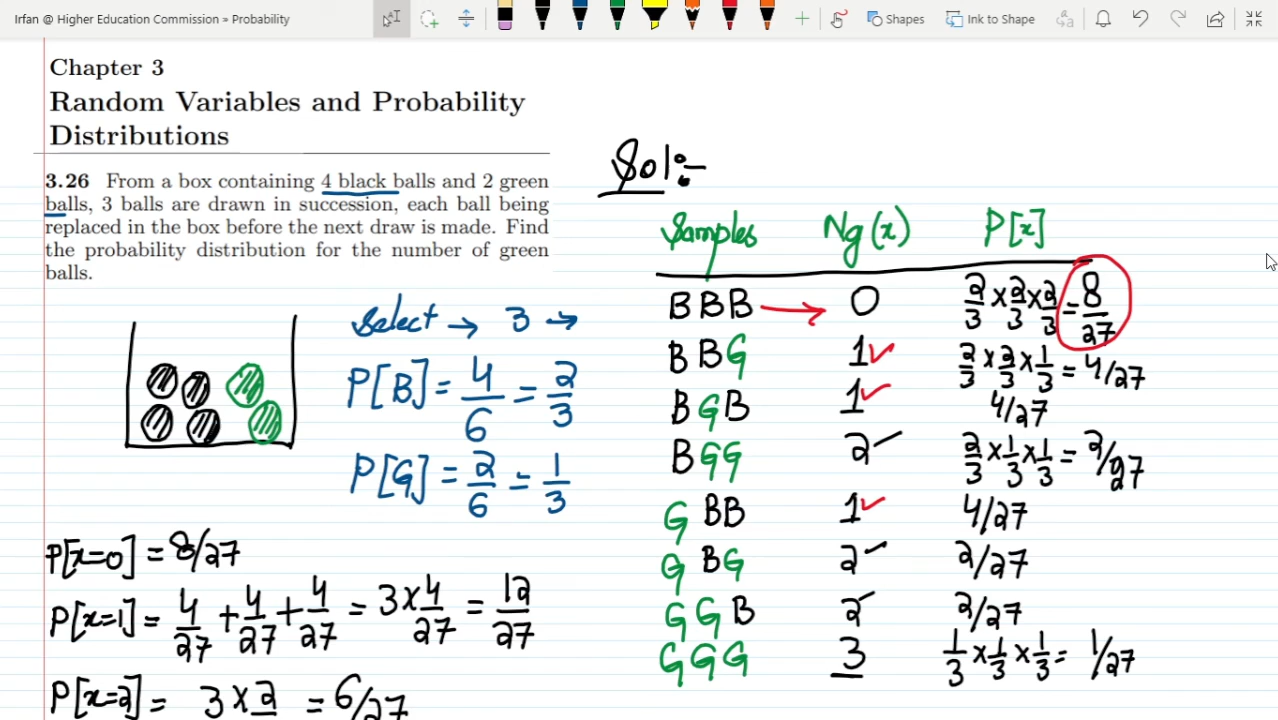 Irfan @ Higher Education Commission » Probability
Shapes
Ink to Shape
Chapter 3
Random Variables and Probability
Distributions
3.26 From a box containing 4 black balls and 2 green
balls, 3 balls are drawn in succession, each ball being
replaced in the box before the next draw is made. Find
the probability distribution for the number of green
balls.
Select → 3 →
P[B] = 4/6 = 2/3
P[G] = 2/6 = 1/3
P[x=0] = 8/27
P[x=1] = 4/27 + 4/27 + 4/27 = 3 × 4/27 = 12/27
P[x=2] = 3 × 2 = 6/27
Sol:-
Samples Ng(x) P[x]
BBB → 0 2/3 × 2/3 × 2/3 = 8/27
BBG 1✓ 2/3 × 2/3 × 1/3 = 4/27
BGB 1✓ 4/27
BGG 2 2/3 × 1/3 × 1/3 = 2/27
GBB 1✓ 4/27
GBG 2 2/27
GGB 2 2/27
GGG 3 1/3 × 1/3 × 1/3 = 1/27